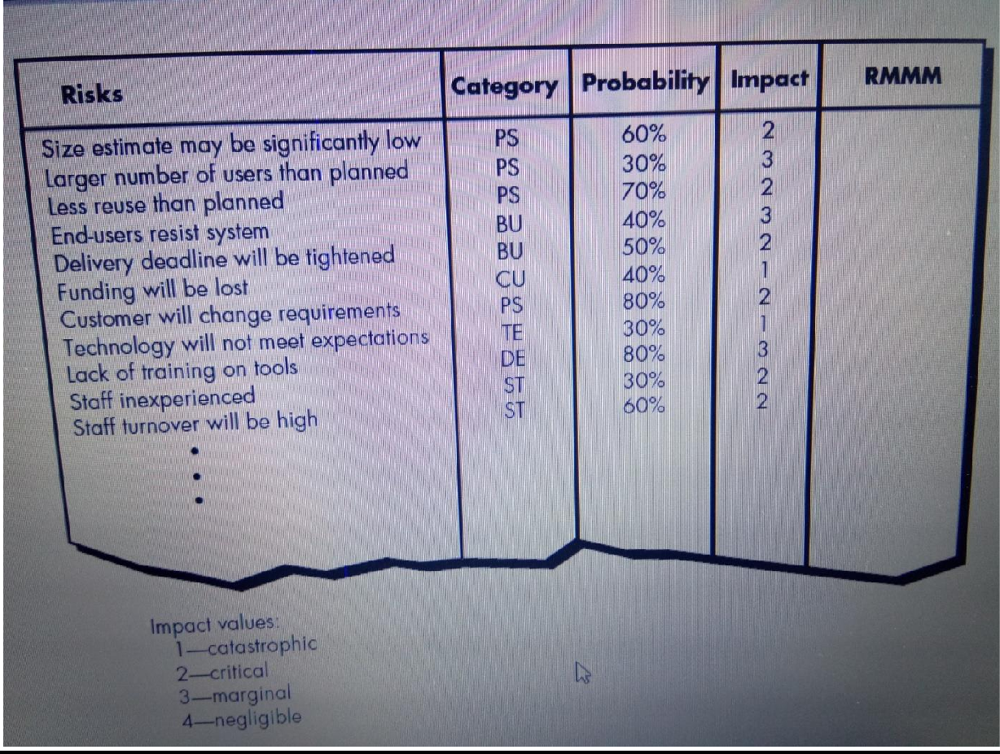 Risks Category Probability Impact RMMM
Size estimate may be significantly low PS 60% 2
Larger number of users than planned PS 30% 3
Less reuse than planned PS 70% 2
End-users resist system BU 40% 3
Delivery deadline will be tightened BU 50% 2
Funding will be lost CU 40% 1
Customer will change requirements PS 80% 2
Technology will not meet expectations TE 30% 1
Lack of training on tools DE 80% 3
Staff inexperienced ST 30% 2
Staff turnover will be high ST 60% 2
Impact values:
1—catastrophic
2—critical
3—marginal
4—negligible